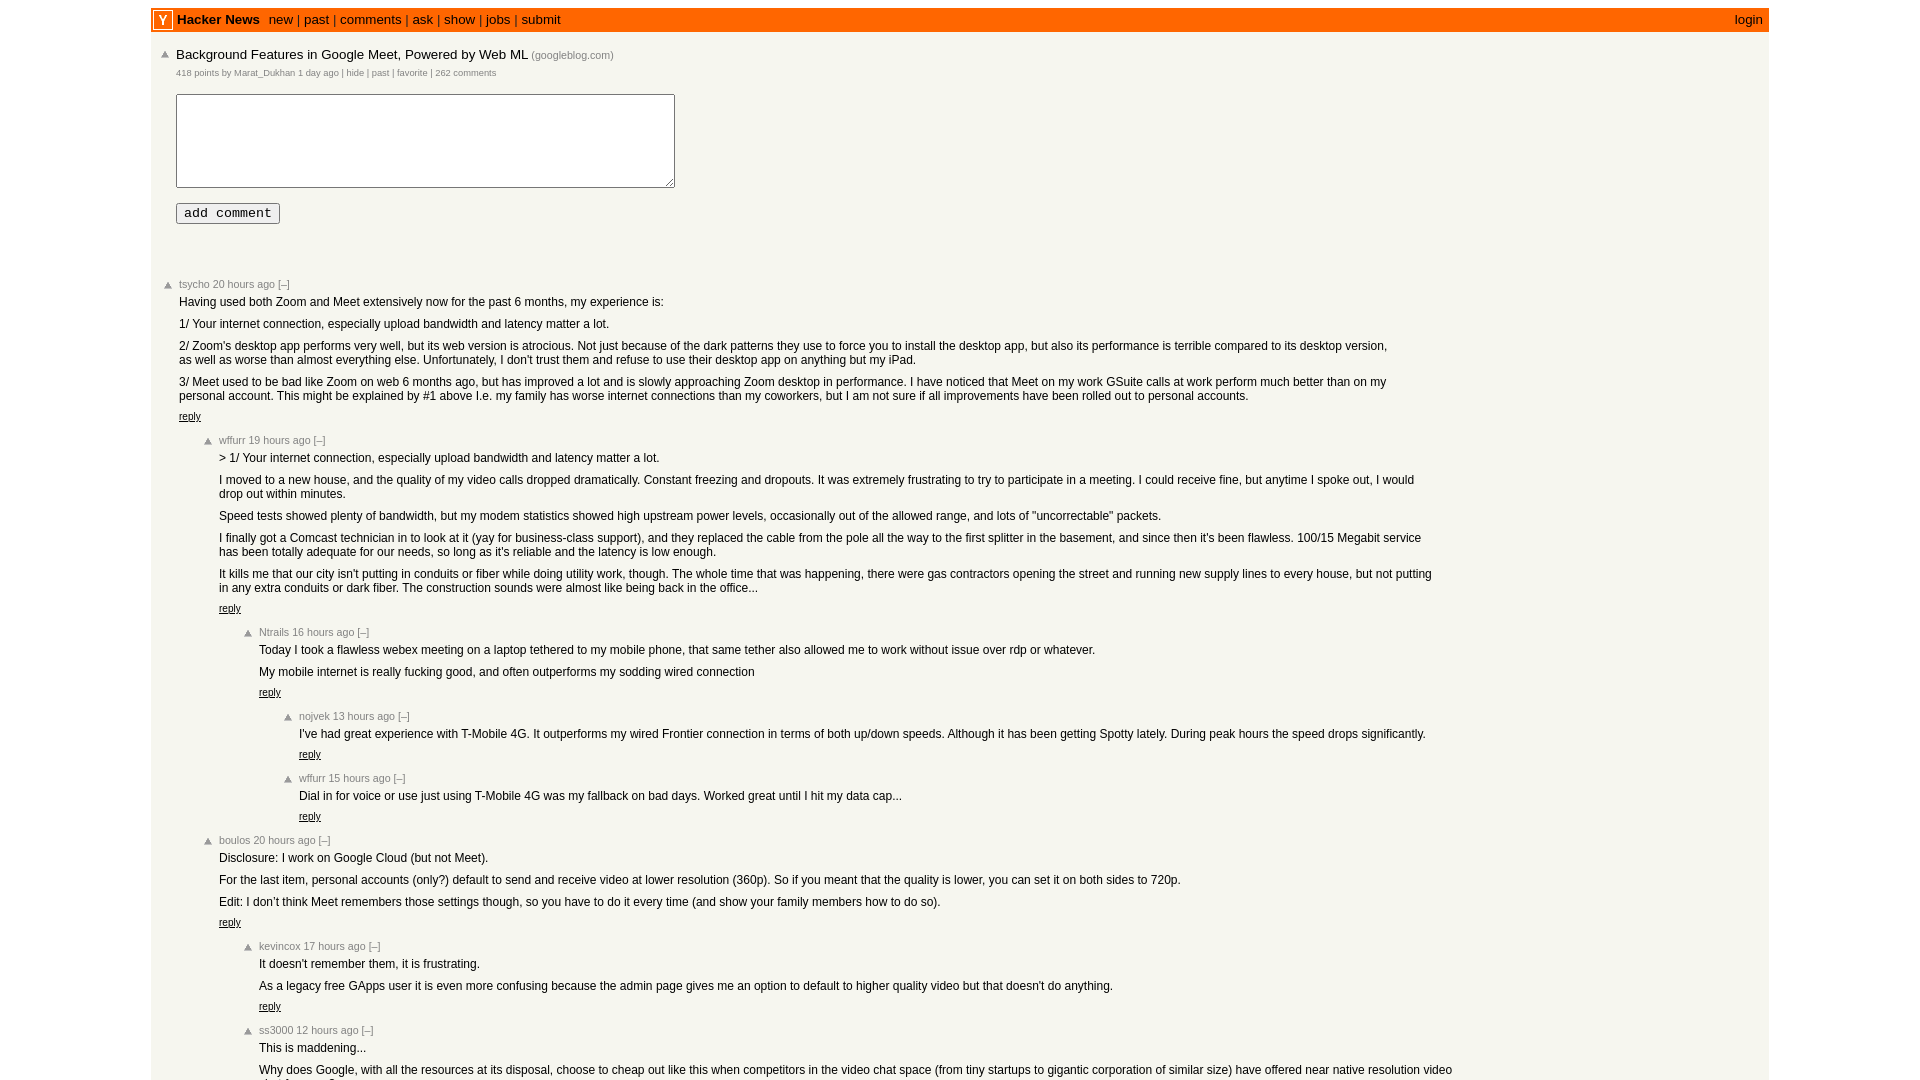 Y Hacker News new | past | comments | ask | show | jobs | submit login
Background Features in Google Meet, Powered by Web ML (googleblog.com)
418 points by Marat_Dukhan 1 day ago | hide | past | favorite | 262 comments
add comment
tsycho 20 hours ago [–]
Having used both Zoom and Meet extensively now for the past 6 months, my experience is:
1/ Your internet connection, especially upload bandwidth and latency matter a lot.
2/ Zoom's desktop app performs very well, but its web version is atrocious. Not just because of the dark patterns they use to force you to install the desktop app, but also its performance is terrible compared to its desktop version,
as well as worse than almost everything else. Unfortunately, I don't trust them and refuse to use their desktop app on anything but my iPad.
3/ Meet used to be bad like Zoom on web 6 months ago, but has improved a lot and is slowly approaching Zoom desktop in performance. I have noticed that Meet on my work GSuite calls at work perform much better than on my
personal account. This might be explained by #1 above I.e. my family has worse internet connections than my coworkers, but I am not sure if all improvements have been rolled out to personal accounts.
reply
wffurr 19 hours ago [–]
> 1/ Your internet connection, especially upload bandwidth and latency matter a lot.
I moved to a new house, and the quality of my video calls dropped dramatically. Constant freezing and dropouts. It was extremely frustrating to try to participate in a meeting. I could receive fine, but anytime I spoke out, I would
drop out within minutes.
Speed tests showed plenty of bandwidth, but my modem statistics showed high upstream power levels, occasionally out of the allowed range, and lots of "uncorrectable" packets.
I finally got a Comcast technician in to look at it (yay for business-class support), and they replaced the cable from the pole all the way to the first splitter in the basement, and since then it's been flawless. 100/15 Megabit service
has been totally adequate for our needs, so long as it's reliable and the latency is low enough.
It kills me that our city isn't putting in conduits or fiber while doing utility work, though. The whole time that was happening, there were gas contractors opening the street and running new supply lines to every house, but not putting
in any extra conduits or dark fiber. The construction sounds were almost like being back in the office...
reply
Ntrails 16 hours ago [–]
Today I took a flawless webex meeting on a laptop tethered to my mobile phone, that same tether also allowed me to work without issue over rdp or whatever.
My mobile internet is really fucking good, and often outperforms my sodding wired connection
reply
nojvek 13 hours ago [–]
I've had great experience with T-Mobile 4G. It outperforms my wired Frontier connection in terms of both up/down speeds. Although it has been getting Spotty lately. During peak hours the speed drops significantly.
reply
wffurr 15 hours ago [–]
Dial in for voice or use just using T-Mobile 4G was my fallback on bad days. Worked great until I hit my data cap...
reply
boulos 20 hours ago [–]
Disclosure: I work on Google Cloud (but not Meet).
For the last item, personal accounts (only?) default to send and receive video at lower resolution (360p). So if you meant that the quality is lower, you can set it on both sides to 720p.
Edit: I don’t think Meet remembers those settings though, so you have to do it every time (and show your family members how to do so).
reply
kevincox 17 hours ago [–]
It doesn't remember them, it is frustrating.
As a legacy free GApps user it is even more confusing because the admin page gives me an option to default to higher quality video but that doesn't do anything.
reply
ss3000 12 hours ago [–]
This is maddening...
Why does Google, with all the resources at its disposal, choose to cheap out like this when competitors in the video chat space (from tiny startups to gigantic corporation of similar size) have offered near native resolution video